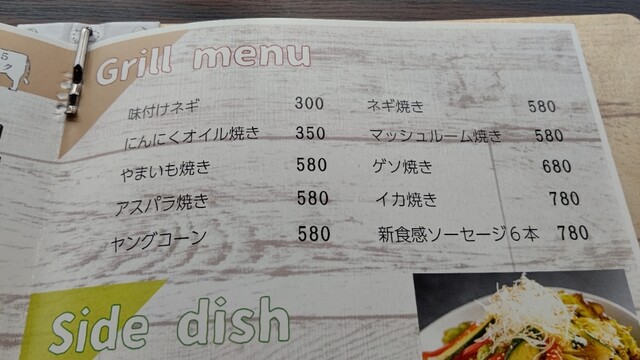 Grill menu
味付けネギ 300
にんにくオイル焼き 350
やまいも焼き 580
アスパラ焼き 580
ヤングコーン 580
ネギ焼き 580
マッシュルーム焼き 580
ゲソ焼き 680
イカ焼き 780
新食感ソーセージ6本 780
Side dish